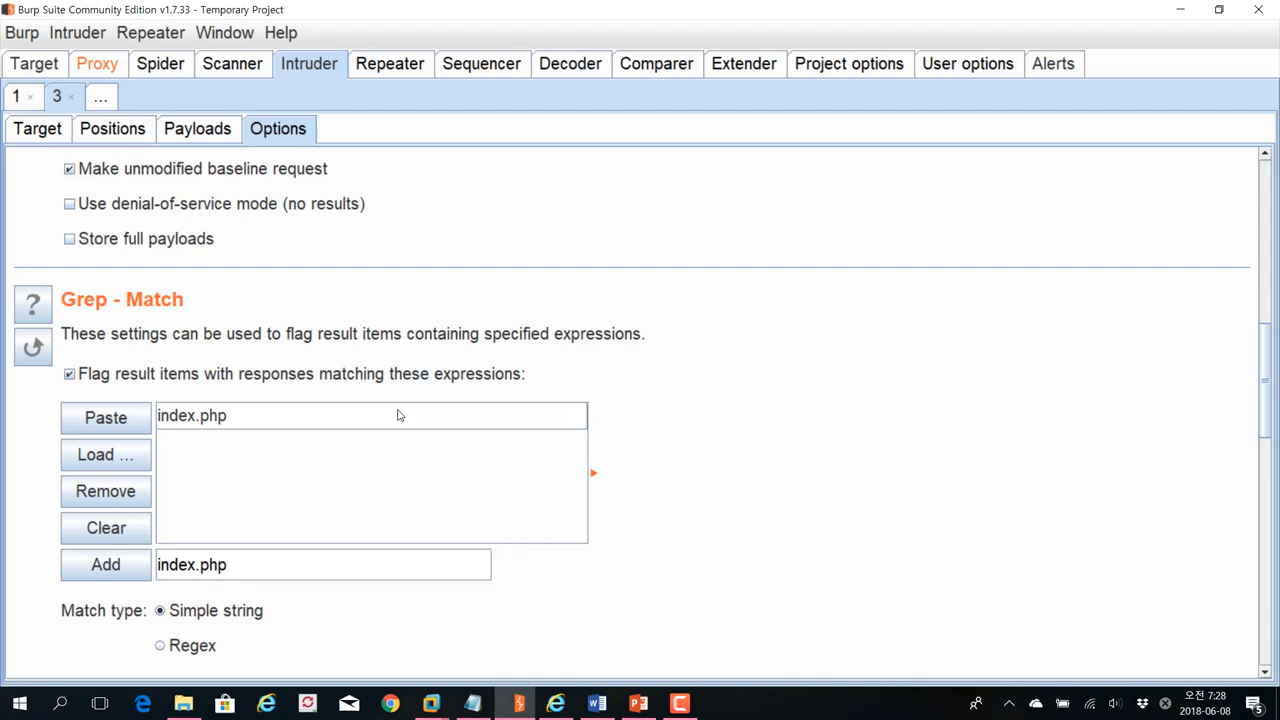 Burp Suite Community Edition v1.7.33 - Temporary Project
Burp Intruder Repeater Window Help
Target Proxy Spider Scanner Intruder Repeater Sequencer Decoder Comparer Extender Project options User options Alerts
1 × 3 × ...
Target Positions Payloads Options
Make unmodified baseline request
Use denial-of-service mode (no results)
Store full payloads
? Grep - Match
These settings can be used to flag result items containing specified expressions.
Flag result items with responses matching these expressions:
Paste index.php
Load ...
Remove
Clear
Add index.php
Match type: Simple string
Regex
오전 7:28
2018-06-08
5